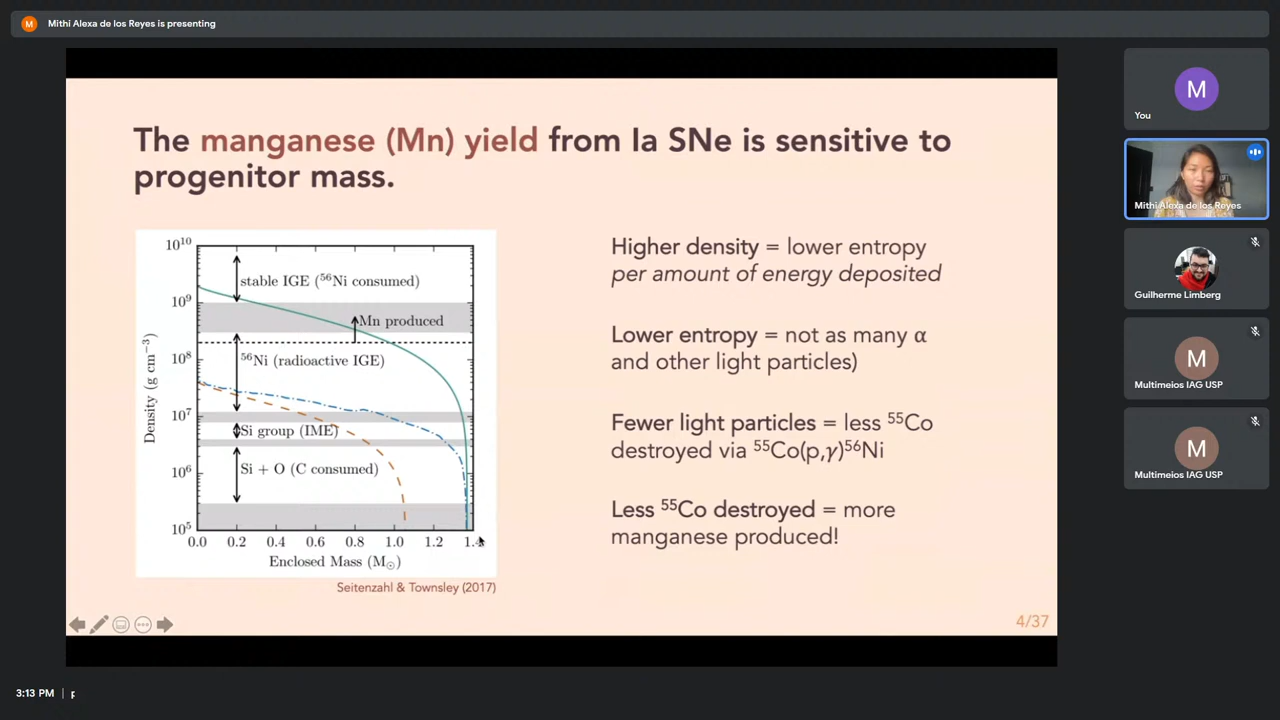 M Mithi Alexa de los Reyes is presenting
The manganese (Mn) yield from Ia SNe is sensitive to
progenitor mass.
10¹⁰
10⁹
10⁸
10⁷
10⁶
10⁵
Density (g cm⁻³)
stable IGE (⁵⁶Ni consumed)
Mn produced
⁵⁶Ni (radioactive IGE)
Si group (IME)
Si + O (C consumed)
0.0 0.2 0.4 0.6 0.8 1.0 1.2 1.4
Enclosed Mass (M☉)
Seitenzahl & Townsley (2017)
Higher density = lower entropy
per amount of energy deposited
Lower entropy = not as many α
and other light particles)
Fewer light particles = less ⁵⁵Co
destroyed via ⁵⁵Co(p,γ)⁵⁶Ni
Less ⁵⁵Co destroyed = more
manganese produced!
4/37
M
You
Mithi Alexa de los Reyes
Guilherme Limberg
M
Multimeios IAG USP
M
Multimeios IAG USP
3:13 PM |